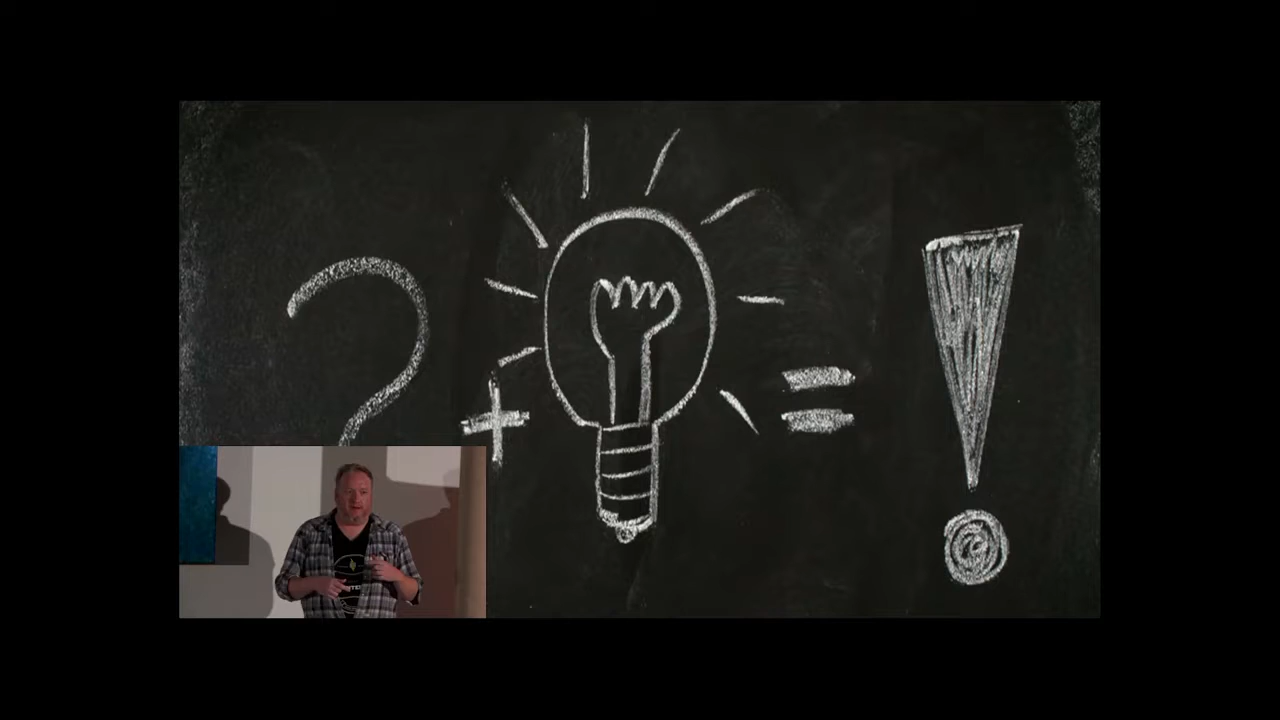 ? + = !